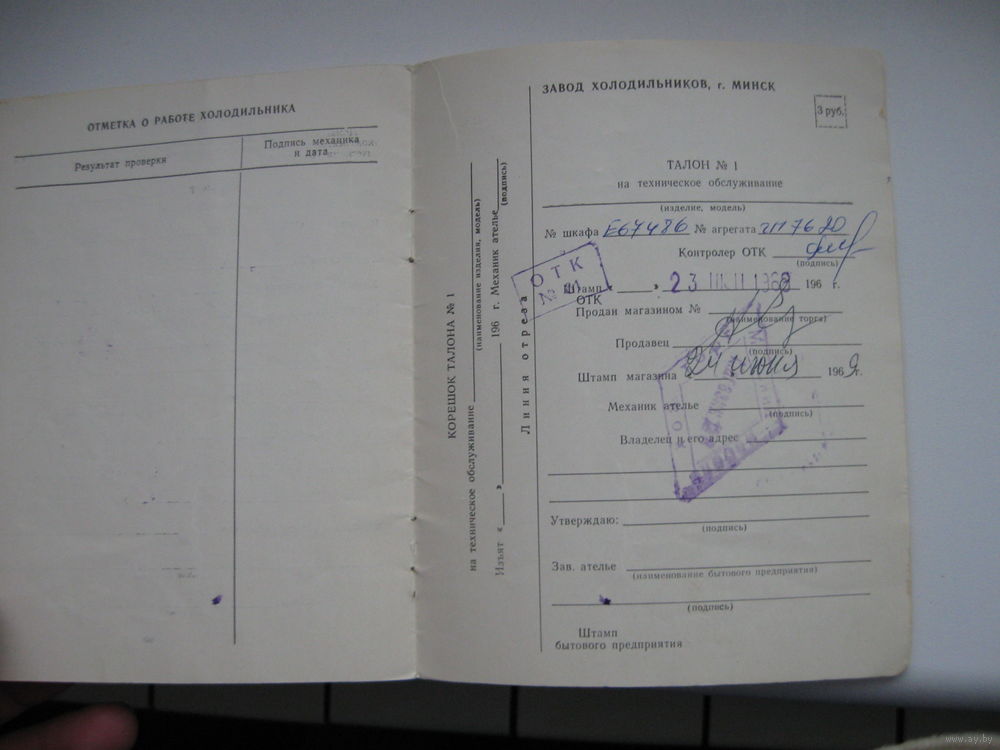 ОТМЕТКА О РАБОТЕ ХОЛОДИЛЬНИКА
Результат проверки
Подпись механика
и дата
КОРЕШОК ТАЛОНА № 1
на техническое обслуживание
(наименование изделия, модель)
Изъят « » 196 г. Механик ателье
(подпись)
Линия отреза
ЗАВОД ХОЛОДИЛЬНИКОВ, г. МИНСК
3 руб.
ТАЛОН № 1
на техническое обслуживание
(изделие, модель)
№ шкафа Е67486 № агрегата
Контролер ОТК
(подпись)
ОТК
№
Штамп « » 23 196 г.
ОТК
Продан магазином №
(наименование торга)
Продавец
(подпись)
Штамп магазина 24 июня 1969 г.
Механик ателье
(подпись)
Владелец и его адрес
Утверждаю:
(подпись)
Зав. ателье
(наименование бытового предприятия)
(подпись)
Штамп
бытового предприятия
www.ay.by